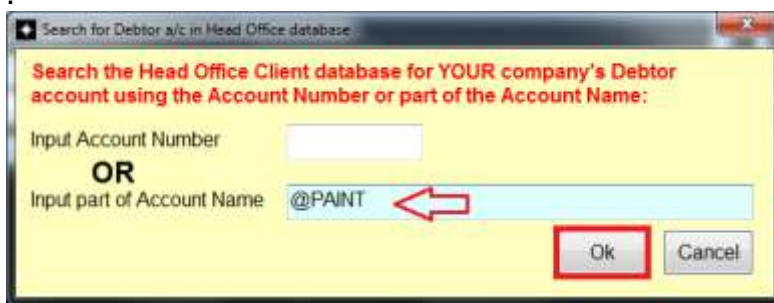 .
Search for Debtor a/c in Head Office database
Search the Head Office Client database for YOUR company's Debtor
account using the Account Number or part of the Account Name:
Input Account Number
OR
Input part of Account Name @PAINT
Ok Cancel